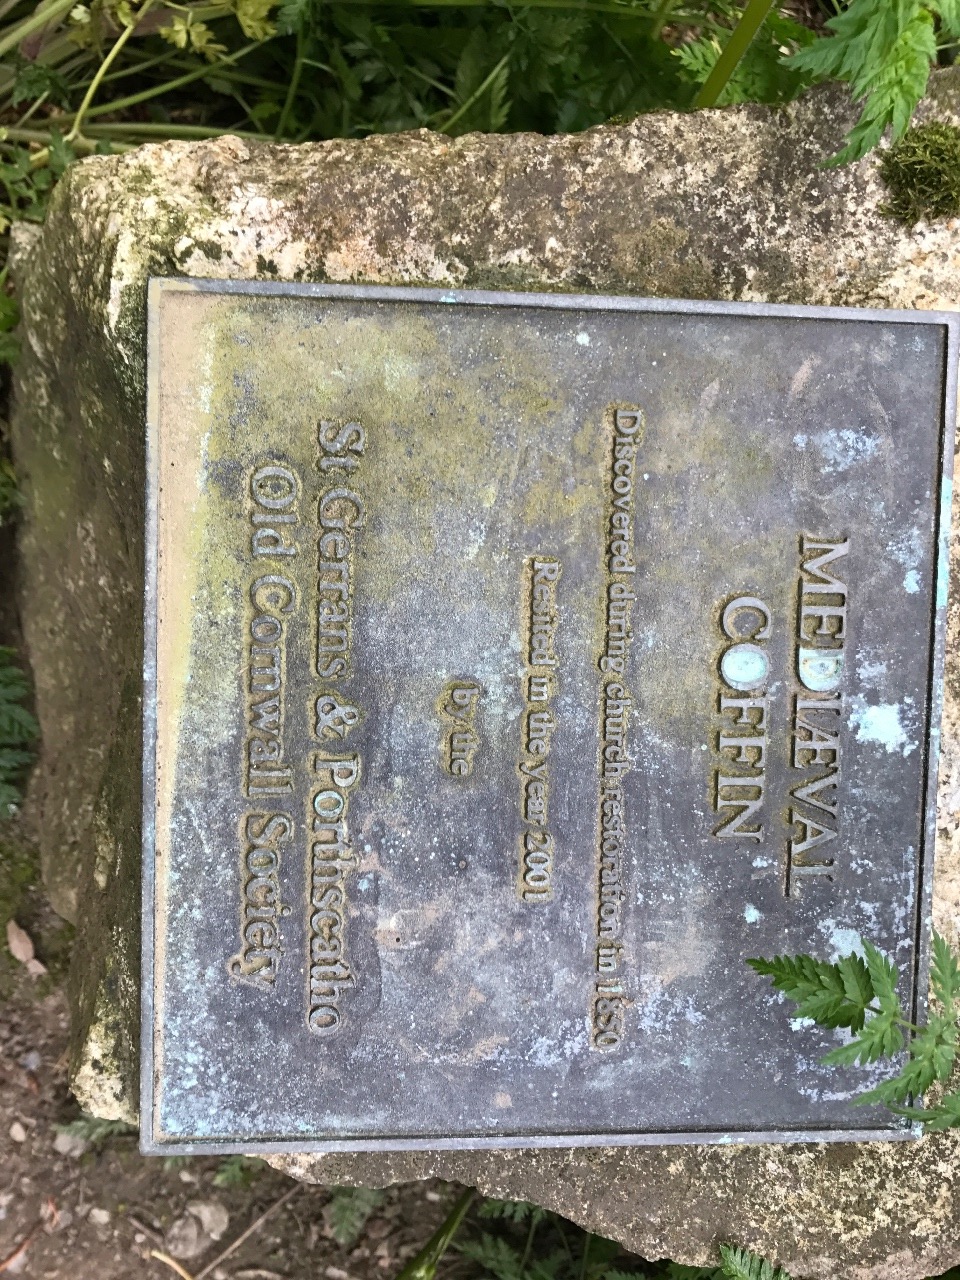 MEDIÆVAL
COFFIN
Discovered during church restoration in 1850
Resited in the year 2001
by the
St Gerrans & Portscatho
Old Cornwall Society